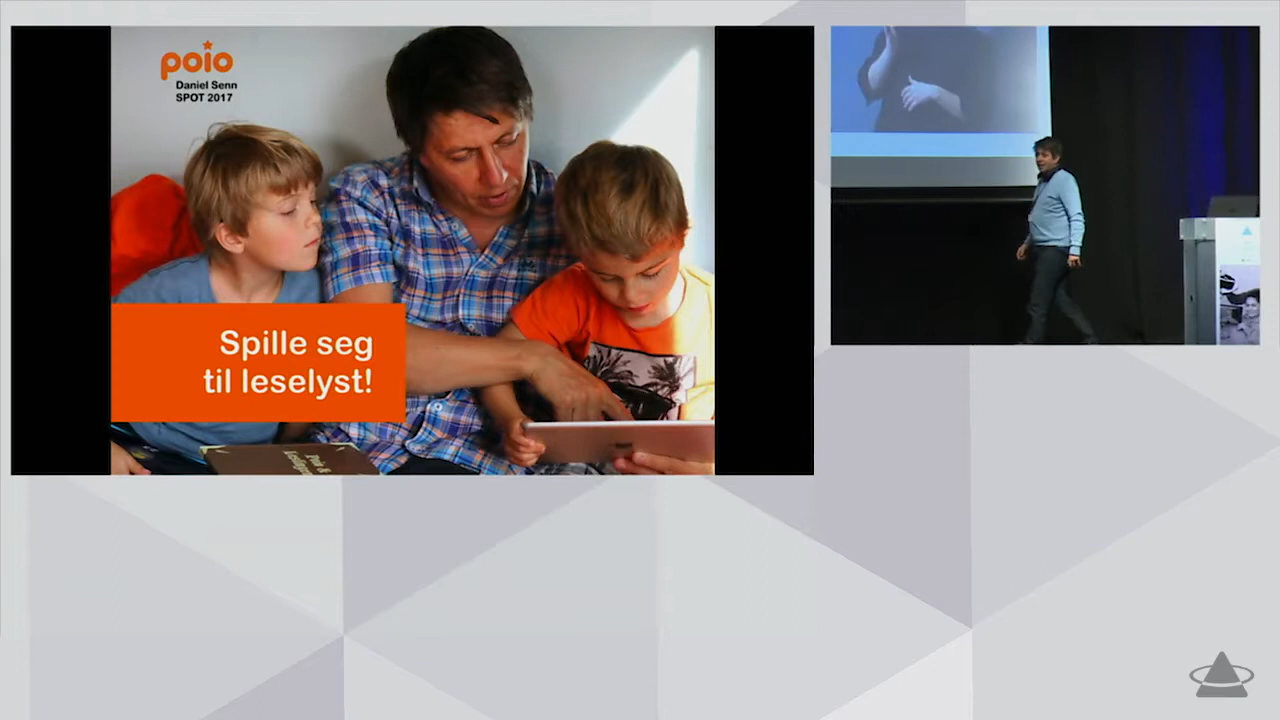 poio
Daniel Senn
SPOT 2017
Spille seg
til leselyst!